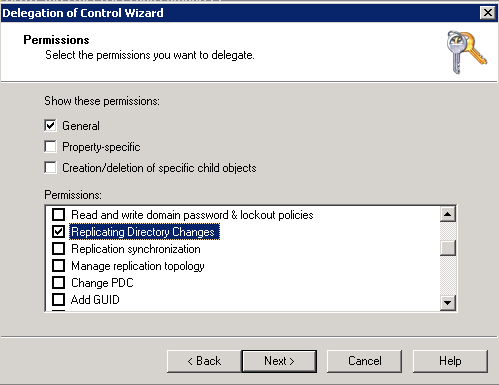 Delegation of Control Wizard
Permissions
Select the permissions you want to delegate.
Show these permissions:
General
Property-specific
Creation/deletion of specific child objects
Permissions:
Read and write domain password & lockout policies
Replicating Directory Changes
Replication synchronization
Manage replication topology
Change PDC
Add GUID
< Back Next > Cancel Help